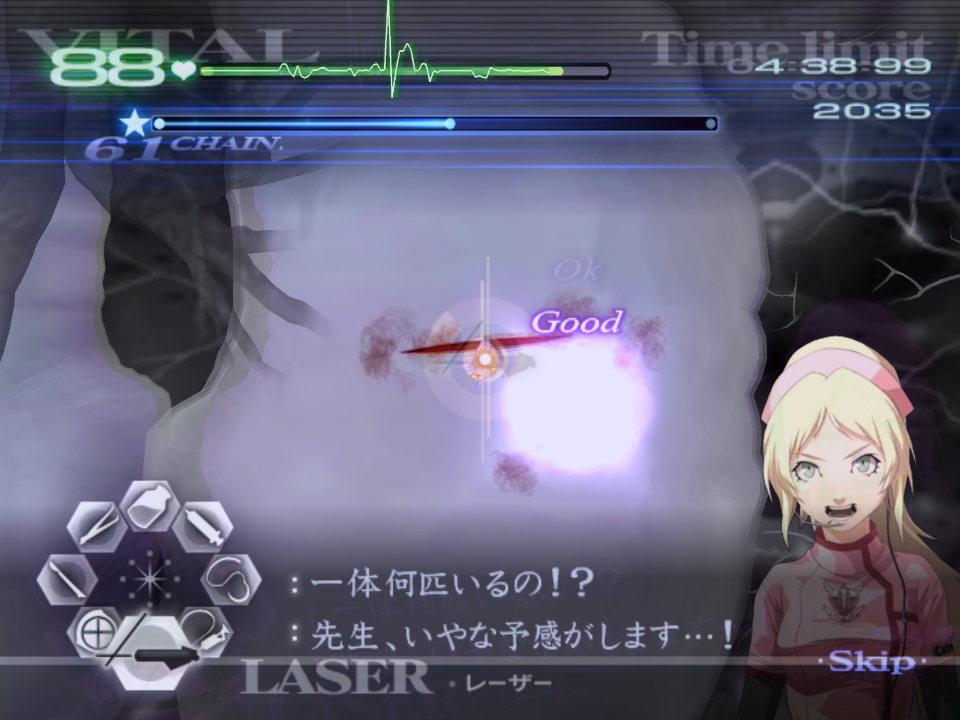 VITAL
88
Time limit
04:38:99
score
2035
61 CHAIN.
Ok
Good
：一体何匹いるの！？
：先生、いやな予感がします…！
・Skip・
LASER ・レーザー